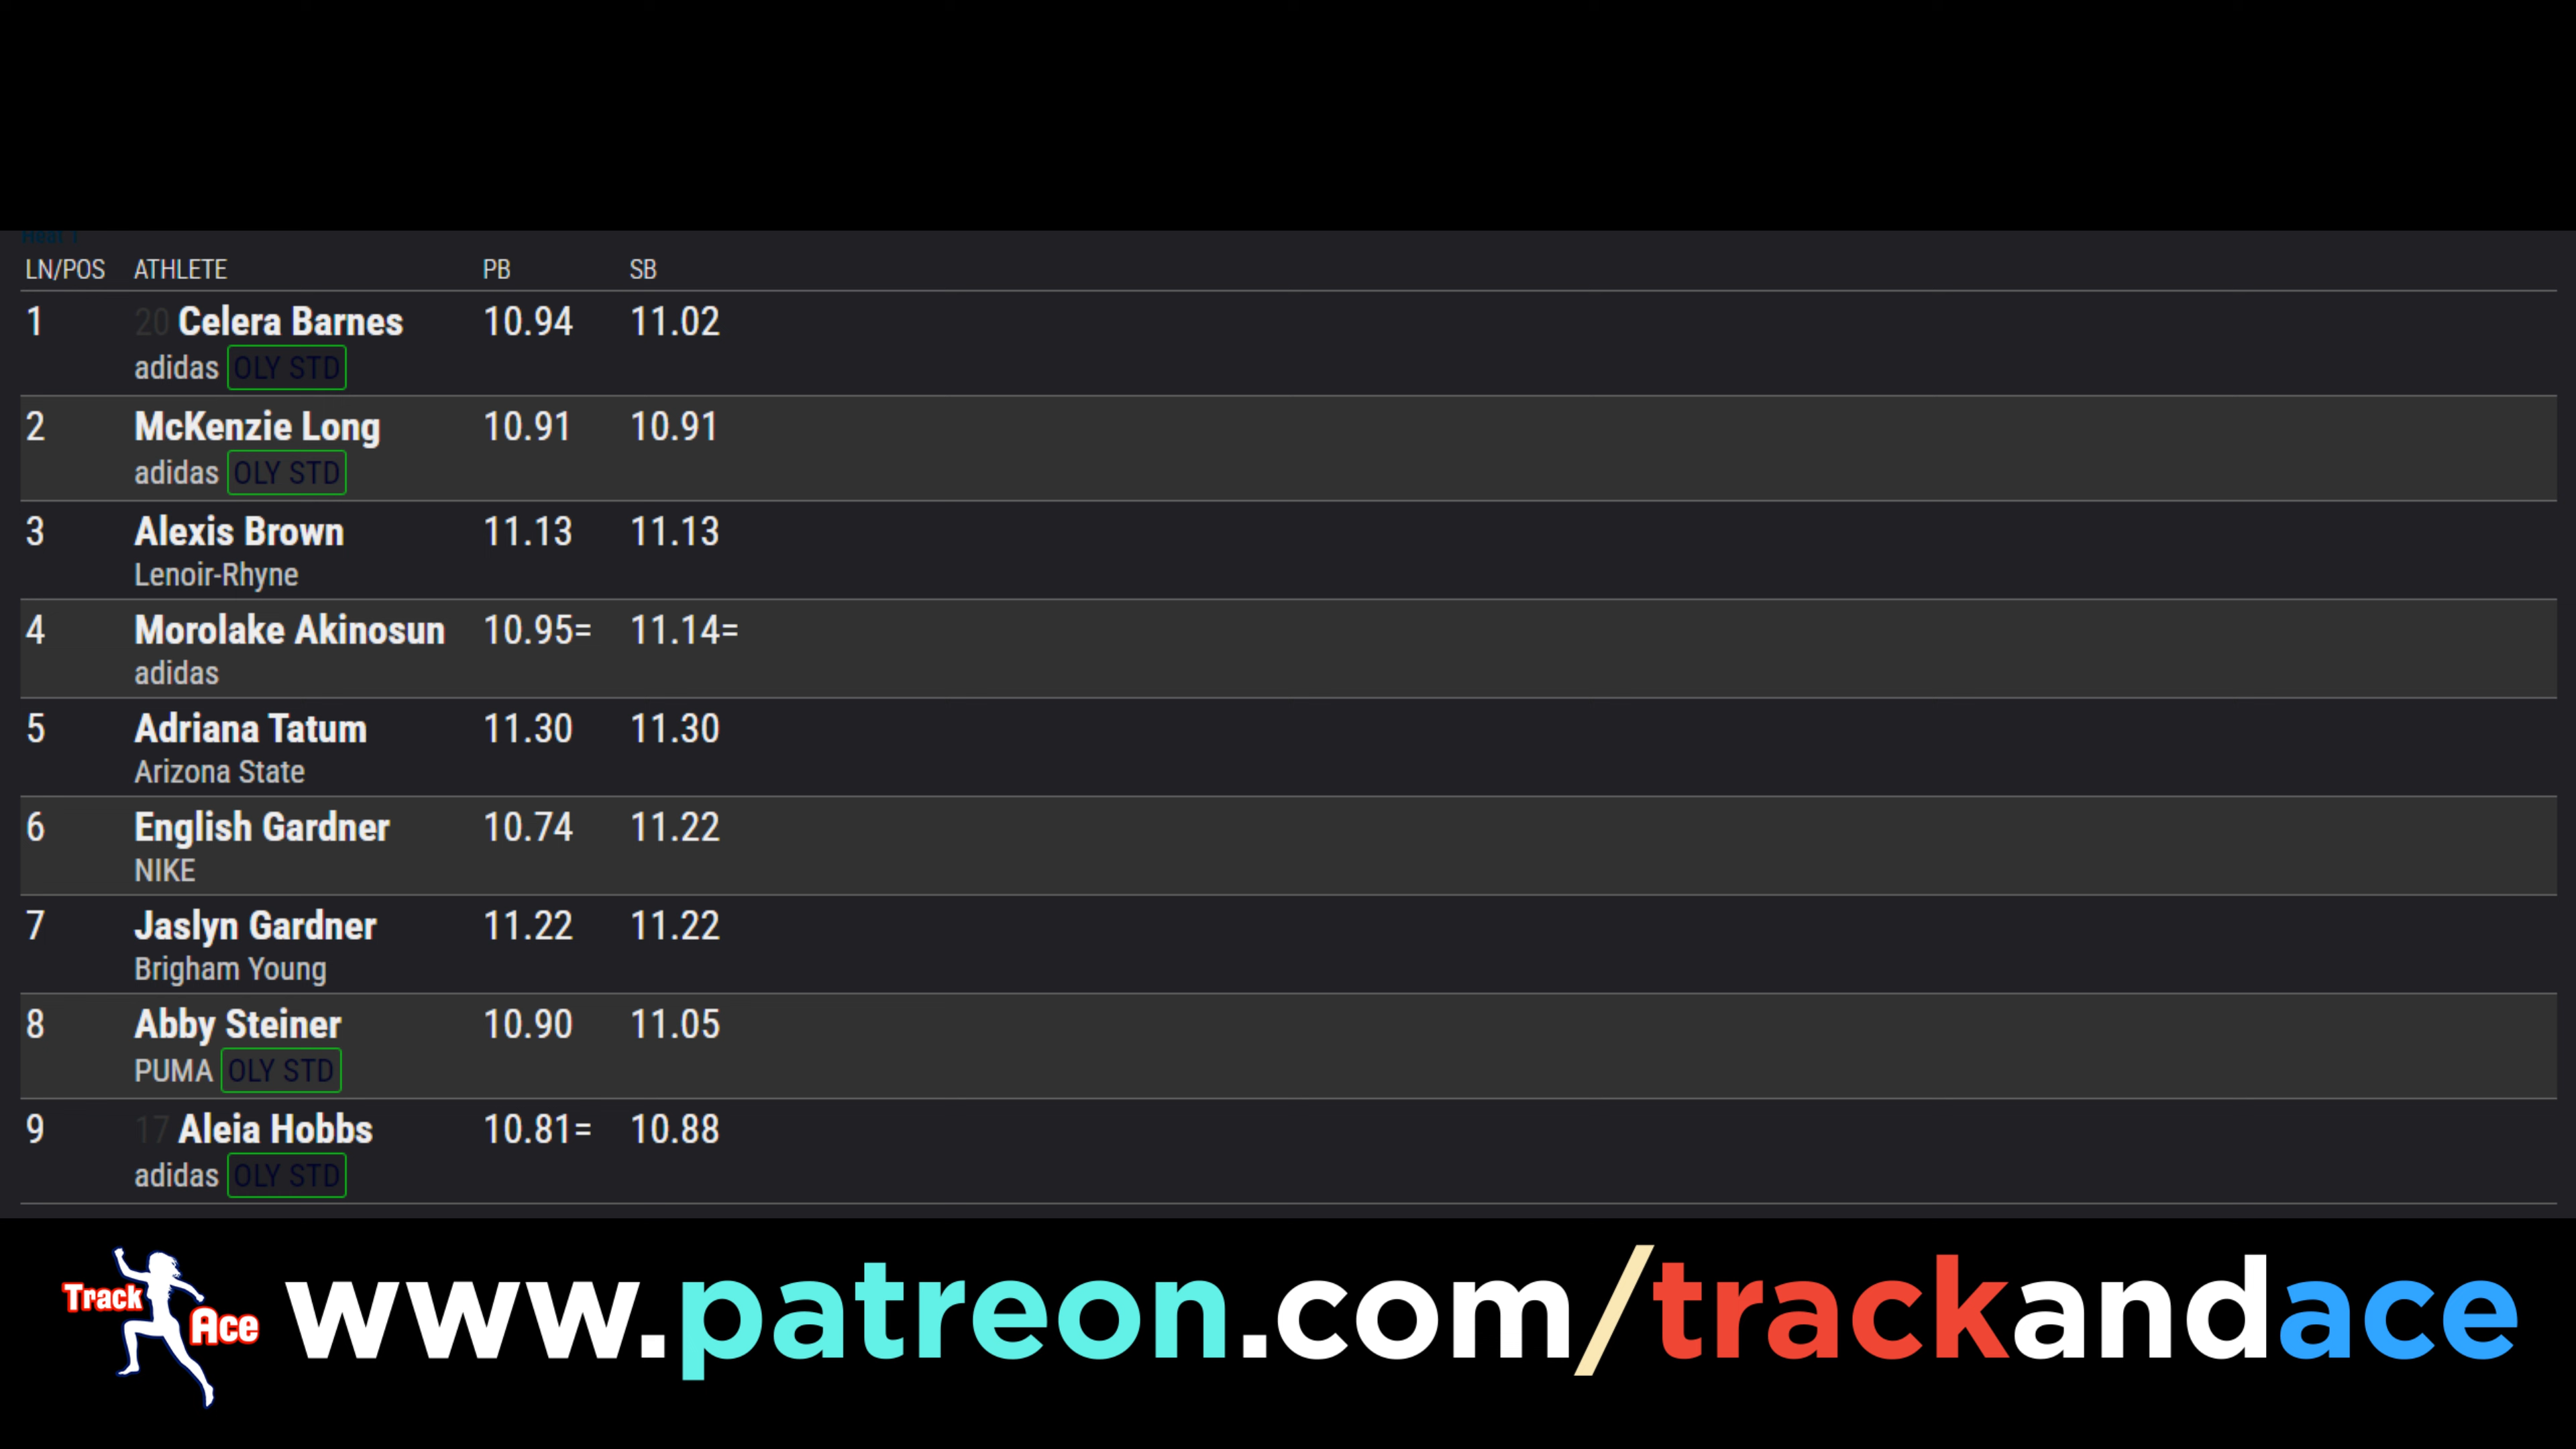 Heat 1
LN/POS ATHLETE PB SB
1 20 Celera Barnes 10.94 11.02
adidas OLY STD
2 McKenzie Long 10.91 10.91
adidas OLY STD
3 Alexis Brown 11.13 11.13
Lenoir-Rhyne
4 Morolake Akinosun 10.95= 11.14=
adidas
5 Adriana Tatum 11.30 11.30
Arizona State
6 English Gardner 10.74 11.22
NIKE
7 Jaslyn Gardner 11.22 11.22
Brigham Young
8 Abby Steiner 10.90 11.05
PUMA OLY STD
9 17 Aleia Hobbs 10.81= 10.88
adidas OLY STD
Track Ace www.patreon.com/trackandace